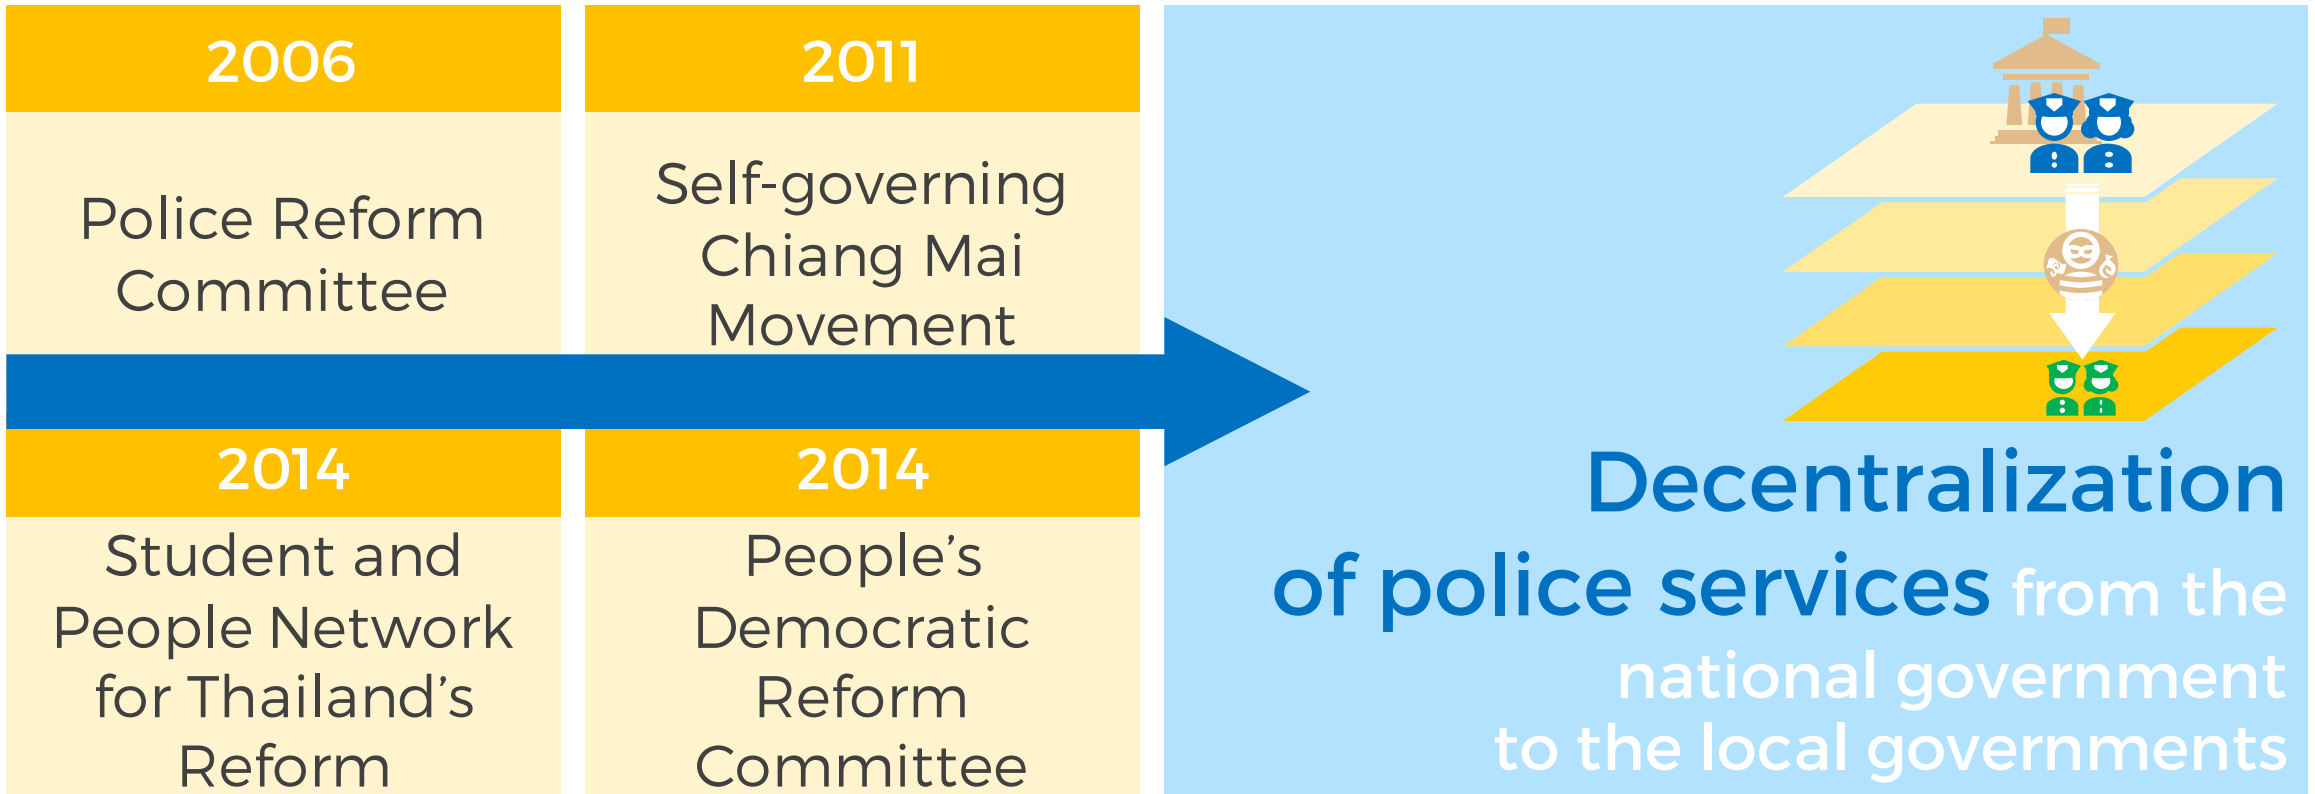 2006
Police Reform
Committee
2011
Self-governing
Chiang Mai
Movement
2014
Student and
People Network
for Thailand’s
Reform
2014
People’s
Democratic
Reform
Committee
Decentralization
of police services from the
national government
to the local governments